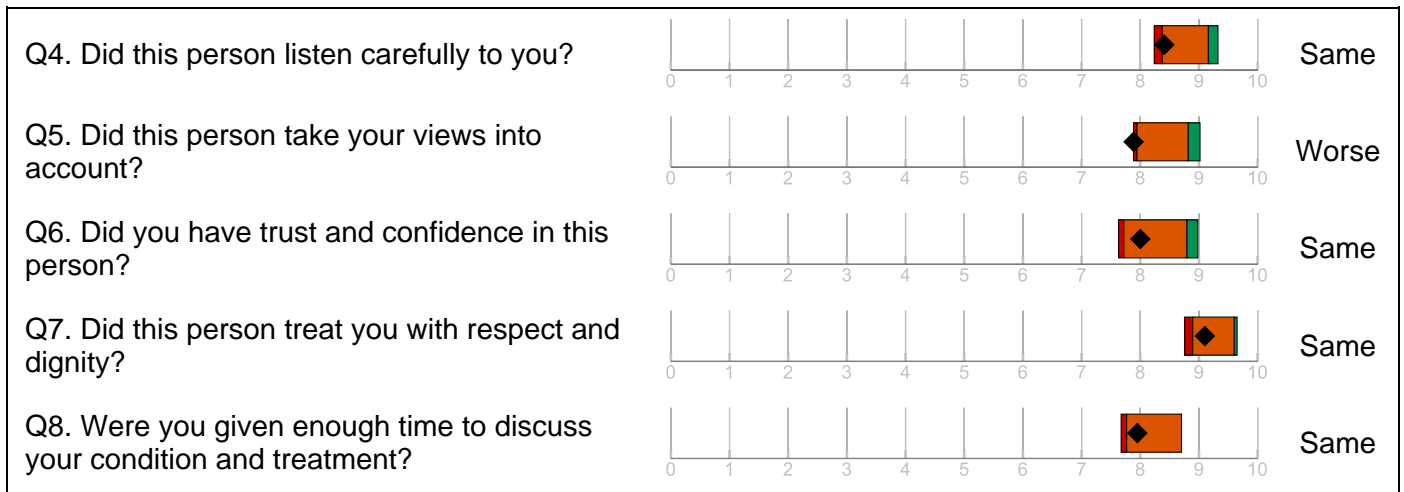 Q4. Did this person listen carefully to you?
Same
0 1 2 3 4 5 6 7 8 9 10
Q5. Did this person take your views into
account?
Worse
0 1 2 3 4 5 6 7 8 9 10
Q6. Did you have trust and confidence in this
person?
Same
0 1 2 3 4 5 6 7 8 9 10
Q7. Did this person treat you with respect and
dignity?
Same
0 1 2 3 4 5 6 7 8 9 10
Q8. Were you given enough time to discuss
your condition and treatment?
Same
0 1 2 3 4 5 6 7 8 9 10